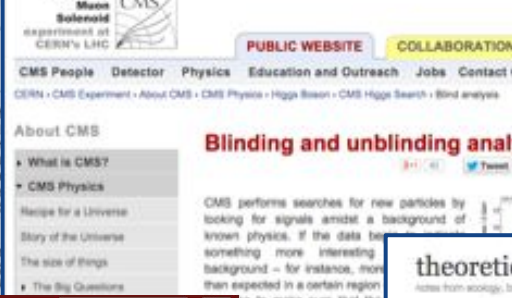 Muon
Solenoid
experiment at
CERN's LHC
CMS
PUBLIC WEBSITE
COLLABORATION
CMS People Detector Physics Education and Outreach Jobs Contact
CERN › CMS Experiment › About CMS › CMS Physics › Higgs Boson › CMS Higgs Search › Blind analysis
About CMS
What is CMS?
CMS Physics
Recipe for a Universe
Story of the Universe
The size of things
The Big Questions
Blinding and unblinding anal
Tweet
CMS performs searches for new particles by
looking for signals amidst a background of
known physics. If the data
something more interesting
background – for instance, more
than expected in a certain region
theoretic
notes from ecology,